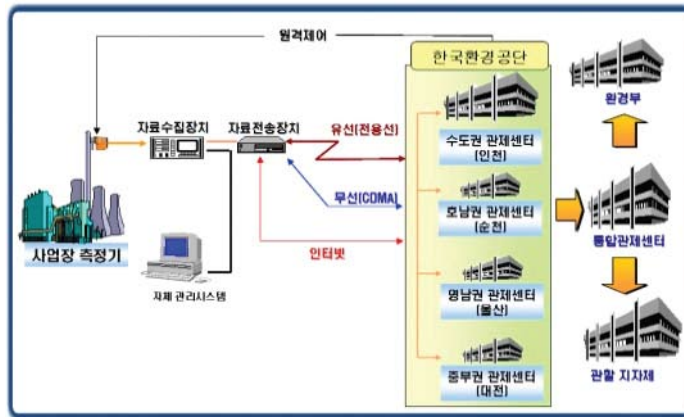 원격제어
한국환경공단
환경부
자료수집장치
자료전송장치
유선(전용선)
수도권 관제센터
(인천)
무선(CDMA)
호남권 관제센터
(순천)
통합관제센터
사업장 측정기
인터넷
자체 관리시스템
영남권 관제센터
(울산)
중부권 관제센터
(대전)
관할 지자체